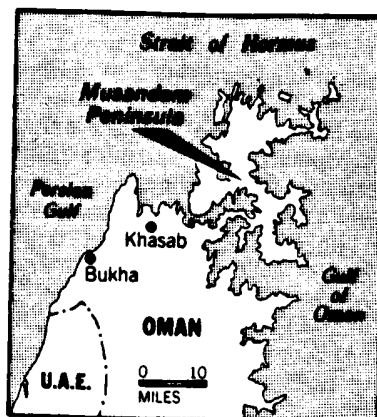 Strait of Hormuz
Musandam
Peninsula
Persian
Gulf
Khasab
Bukha
Gulf
of
Oman
OMAN
U.A.E.
0 10
MILES